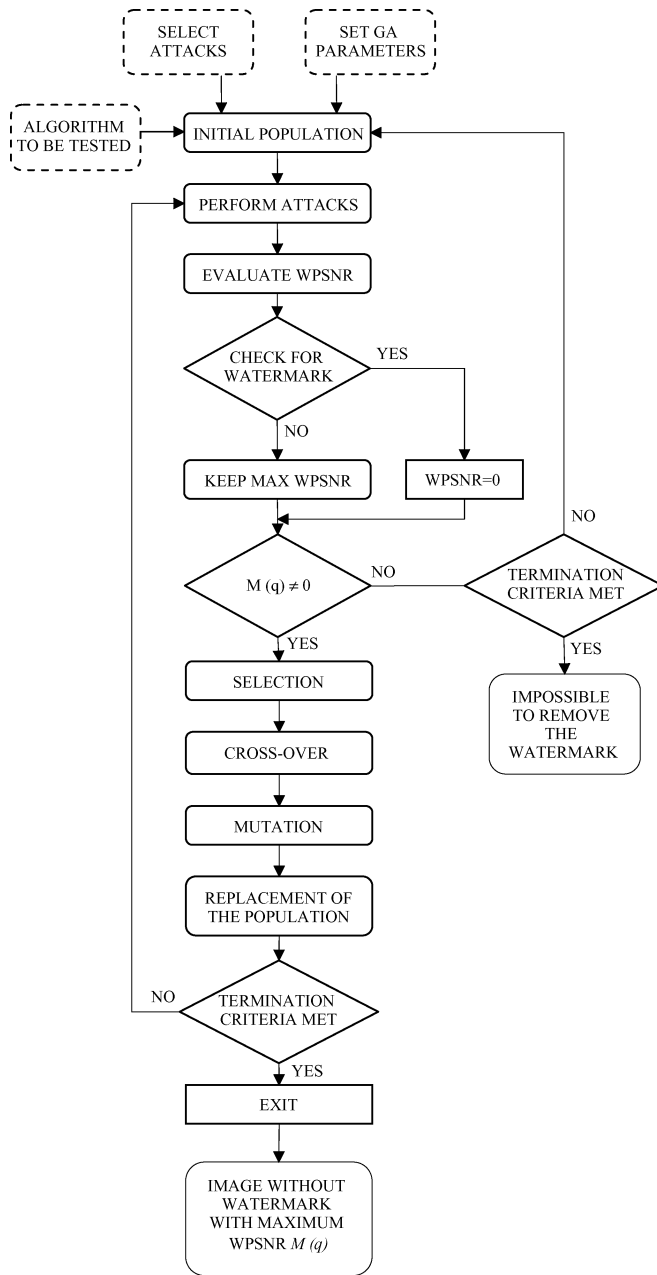 SELECT
ATTACKS
SET GA
PARAMETERS
ALGORITHM
TO BE TESTED
INITIAL POPULATION
PERFORM ATTACKS
EVALUATE WPSNR
CHECK FOR
WATERMARK
YES
NO
KEEP MAX WPSNR
WPSNR=0
NO
M (q) ≠ 0
NO
TERMINATION
CRITERIA MET
YES
YES
SELECTION
IMPOSSIBLE
TO REMOVE
THE
WATERMARK
CROSS-OVER
MUTATION
REPLACEMENT OF
THE POPULATION
NO
TERMINATION
CRITERIA MET
YES
EXIT
IMAGE WITHOUT
WATERMARK
WITH MAXIMUM
WPSNR M (q)